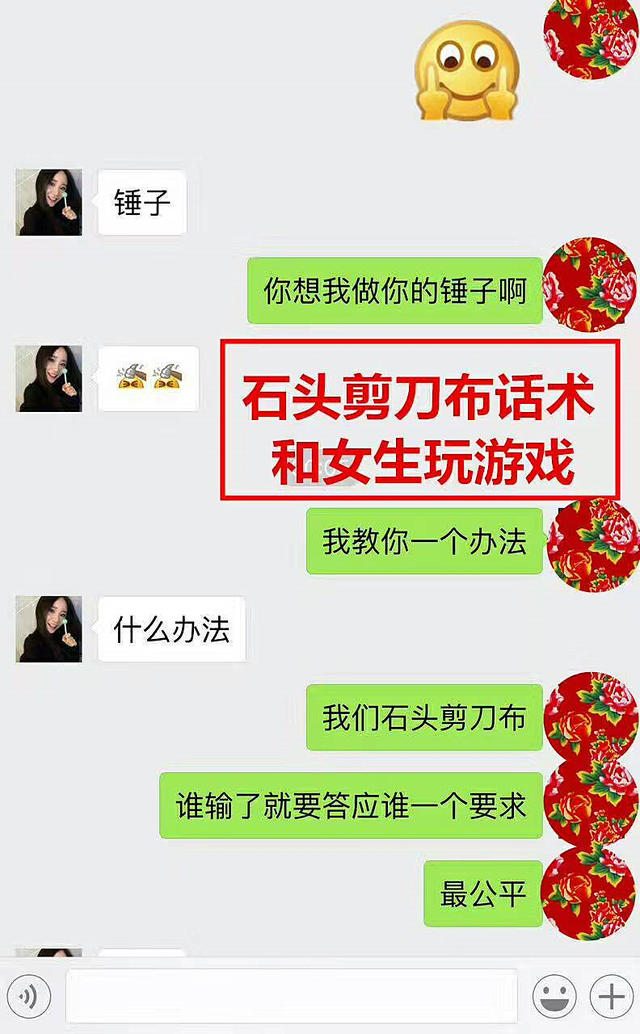 锤子
你想我做你的锤子啊
石头剪刀布话术
和女生玩游戏
我教你一个办法
什么办法
我们石头剪刀布
谁输了就要答应谁一个要求
最公平